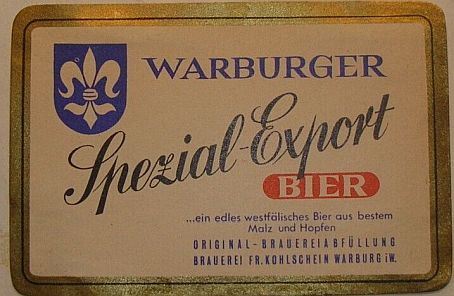 WARBURGER
Spezial-Export
BIER
...ein edles westfälisches Bier aus bestem
Malz und Hopfen
ORIGINAL-BRAUEREIABFÜLLUNG
BRAUEREI FR. KOHLSCHEIN WARBURG iW.